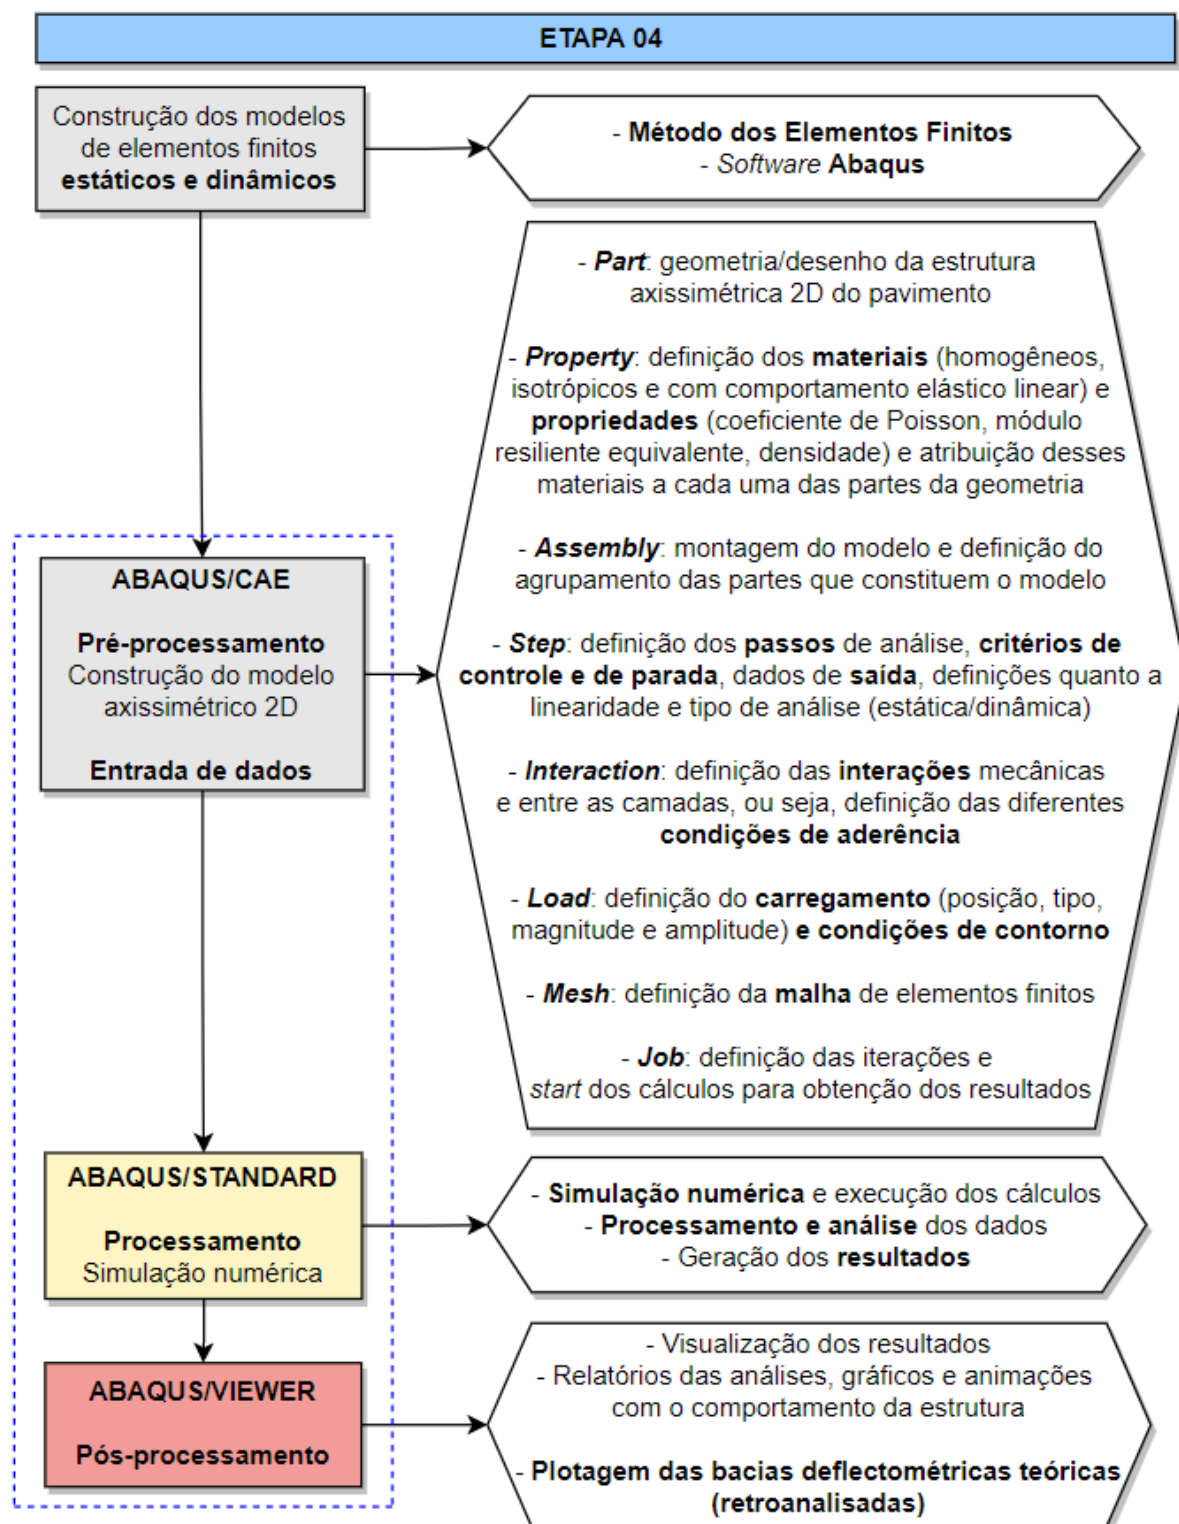 ETAPA 04
Construção dos modelos
de elementos finitos
estáticos e dinâmicos
- Método dos Elementos Finitos
- Software Abaqus
- Part: geometria/desenho da estrutura
axissimétrica 2D do pavimento
- Property: definição dos materiais (homogêneos,
isotrópicos e com comportamento elástico linear) e
propriedades (coeficiente de Poisson, módulo
resiliente equivalente, densidade) e atribuição desses
materiais a cada uma das partes da geometria
- Assembly: montagem do modelo e definição do
agrupamento das partes que constituem o modelo
- Step: definição dos passos de análise, critérios de
controle e de parada, dados de saída, definições quanto a
linearidade e tipo de análise (estática/dinâmica)
- Interaction: definição das interações mecânicas
e entre as camadas, ou seja, definição das diferentes
condições de aderência
- Load: definição do carregamento (posição, tipo,
magnitude e amplitude) e condições de contorno
- Mesh: definição da malha de elementos finitos
- Job: definição das iterações e
start dos cálculos para obtenção dos resultados
ABAQUS/CAE
Pré-processamento
Construção do modelo
axissimétrico 2D
Entrada de dados
ABAQUS/STANDARD
Processamento
Simulação numérica
- Simulação numérica e execução dos cálculos
- Processamento e análise dos dados
- Geração dos resultados
ABAQUS/VIEWER
Pós-processamento
- Visualização dos resultados
- Relatórios das análises, gráficos e animações
com o comportamento da estrutura
- Plotagem das bacias deflectométricas teóricas
(retroanalisadas)